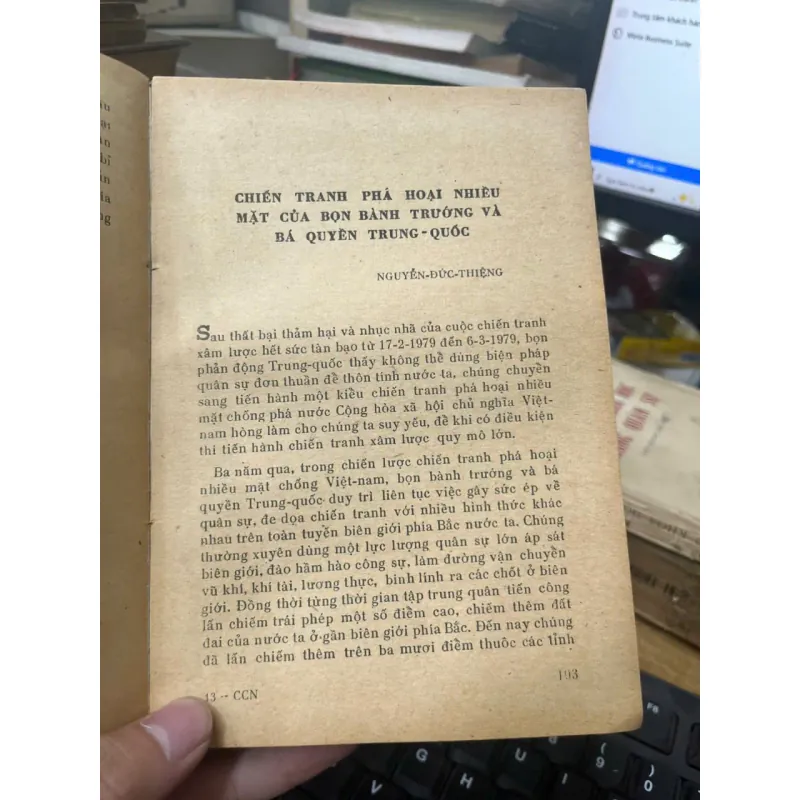 Trung tâm khách hàng
Meta Business Suite
CHIẾN TRANH PHÁ HOẠI NHIỀU
MẶT CỦA BỌN BÀNH TRƯỚNG VÀ
BÁ QUYỀN TRUNG-QUỐC
NGUYỄN-ĐỨC-THIỆNG
Sau thất bại thảm hại và nhục nhã của cuộc chiến tranh
xâm lược hết sức tàn bạo từ 17-2-1979 đến 6-3-1979, bọn
phản động Trung-quốc thấy không thể dùng biện pháp
quân sự đơn thuần để thôn tính nước ta, chúng chuyển
sang tiến hành một kiểu chiến tranh phá hoại nhiều
mặt chống phá nước Cộng hòa xã hội chủ nghĩa Việt-
nam hòng làm cho chúng ta suy yếu, để khi có điều kiện
thì tiến hành chiến tranh xâm lược quy mô lớn.
Ba năm qua, trong chiến lược chiến tranh phá hoại
nhiều mặt chống Việt-nam, bọn bành trướng và bá
quyền Trung-quốc duy trì liên tục việc gây sức ép về
quân sự, đe dọa chiến tranh với nhiều hình thức khác
nhau trên toàn tuyến biên giới phía Bắc nước ta. Chúng
thường xuyên dùng một lực lượng quân sự lớn áp sát
biên giới, đào hầm hào công sự, làm đường vận chuyển
vũ khí, khí tài, lương thực, binh lính ra các chốt ở biên
giới. Đồng thời từng thời gian tập trung quân tiến công
lấn chiếm trái phép một số điểm cao, chiếm thêm đất
đai của nước ta ở gần biên giới phía Bắc. Đến nay chúng
đã lấn chiếm thêm trên ba mươi điểm thuộc các tỉnh
13 - CCN
193